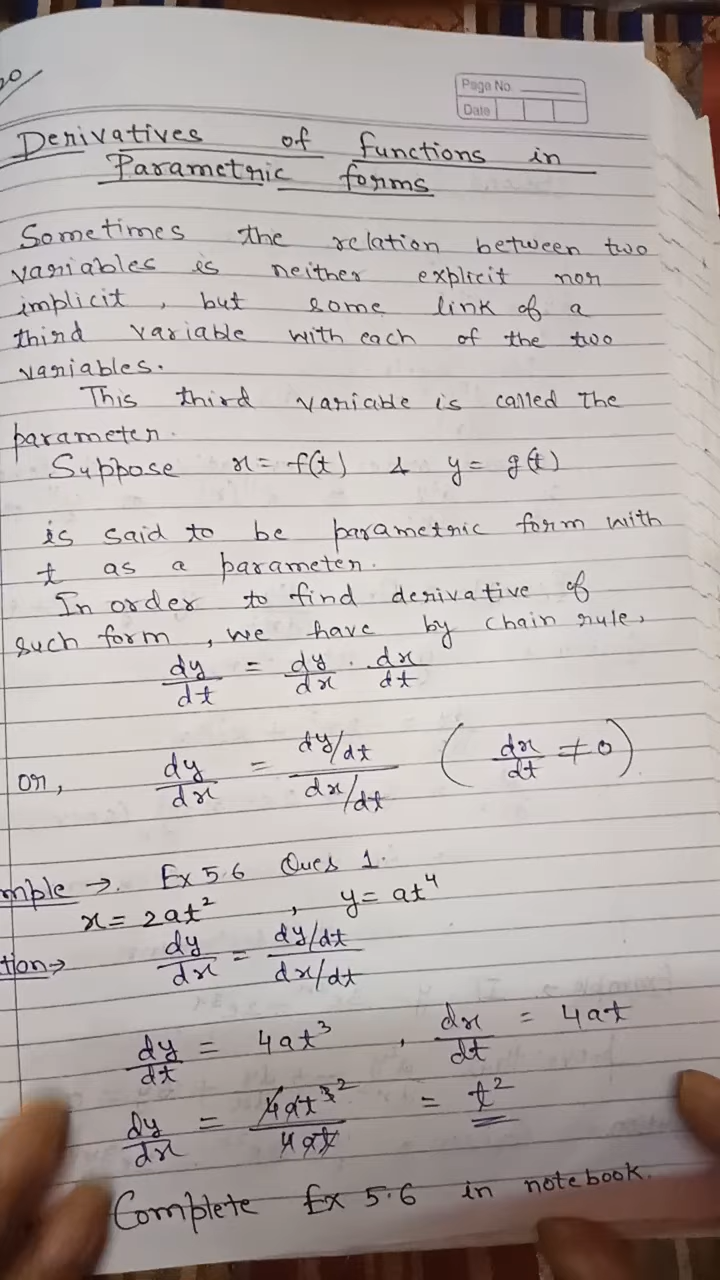 20
Page No.
Date
Derivatives of functions in
Parametric forms
Sometimes the relation between two
variables is neither explicit nor
implicit, but some link of a
third variable with each of the two
variables.
This third variable is called the
parameter.
Suppose x = f(t) & y = g(t)
is said to be parametric form with
t as a parameter.
In order to find derivative of
such form, we have by chain rule,
dy/dt = dy/dx . dx/dt
or, dy/dx = (dy/dt)/(dx/dt) (dx/dt ≠ 0)
mple →. Ex 5.6 Ques 1.
x = 2at², y = at⁴
tion→ dy/dx = (dy/dt)/(dx/dt)
dy/dt = 4at³, dx/dt = 4at
dy/dx = 4at³ ²/4at = t²
Complete Ex 5.6 in notebook.